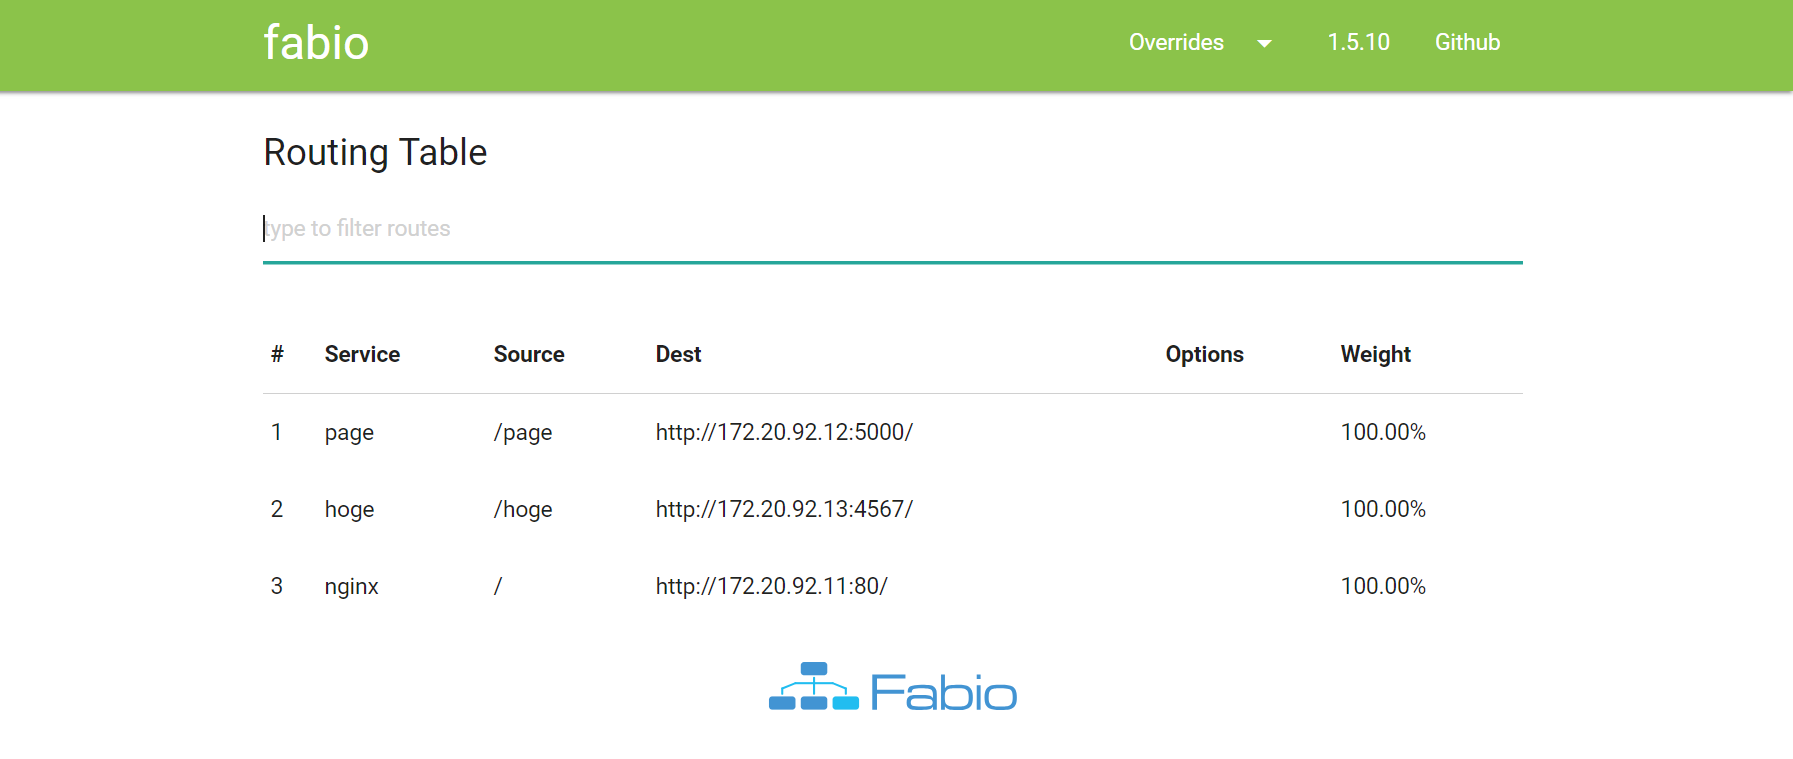 fabio Overrides 1.5.10 Github
Routing Table
type to filter routes
# Service Source Dest Options Weight
1 page /page http://172.20.92.12:5000/ 100.00%
2 hoge /hoge http://172.20.92.13:4567/ 100.00%
3 nginx / http://172.20.92.11:80/ 100.00%
Fabio